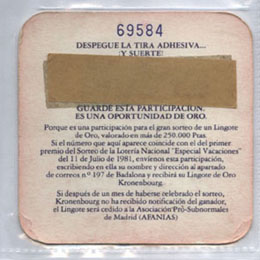 69584
DESPEGUE LA TIRA ADHESIVA...
¡Y SUERTE!
GUARDE ESTA PARTICIPACION.
ES UNA OPORTUNIDAD DE ORO.
Porque es una participación para el gran sorteo de un Lingote
de Oro, valorado en más de 250.000 Ptas.
Si el número que aquí aparece coincide con el del primer
premio del Sorteo de la Lotería Nacional "Especial Vacaciones"
del 11 de Julio de 1981, envíenos esta participación,
escribiendo en ella su nombre y dirección al apartado
de correos n.º 197 de Badalona y recibirá su Lingote de Oro
Kronenbourg.
Si después de un mes de haberse celebrado el sorteo,
Kronenbourg no ha recibido notificación del ganador,
el Lingote será cedido a la Asociación Pró-Subnormales
de Madrid (AFANIAS)